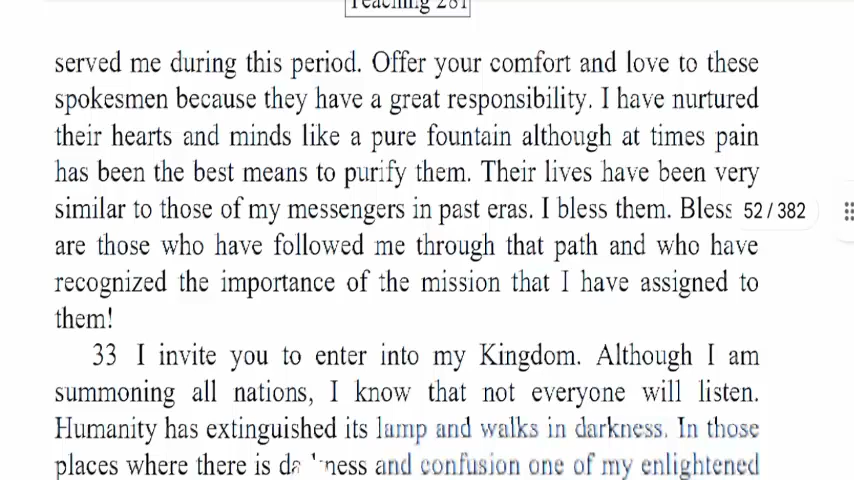 Teaching 281
served me during this period. Offer your comfort and love to these
spokesmen because they have a great responsibility. I have nurtured
their hearts and minds like a pure fountain although at times pain
has been the best means to purify them. Their lives have been very
similar to those of my messengers in past eras. I bless them. Bless 52 / 382
are those who have followed me through that path and who have
recognized the importance of the mission that I have assigned to
them!
33 I invite you to enter into my Kingdom. Although I am
summoning all nations, I know that not everyone will listen.
Humanity has extinguished its lamp and walks in darkness. In those
places where there is and confusion one of my enlightened